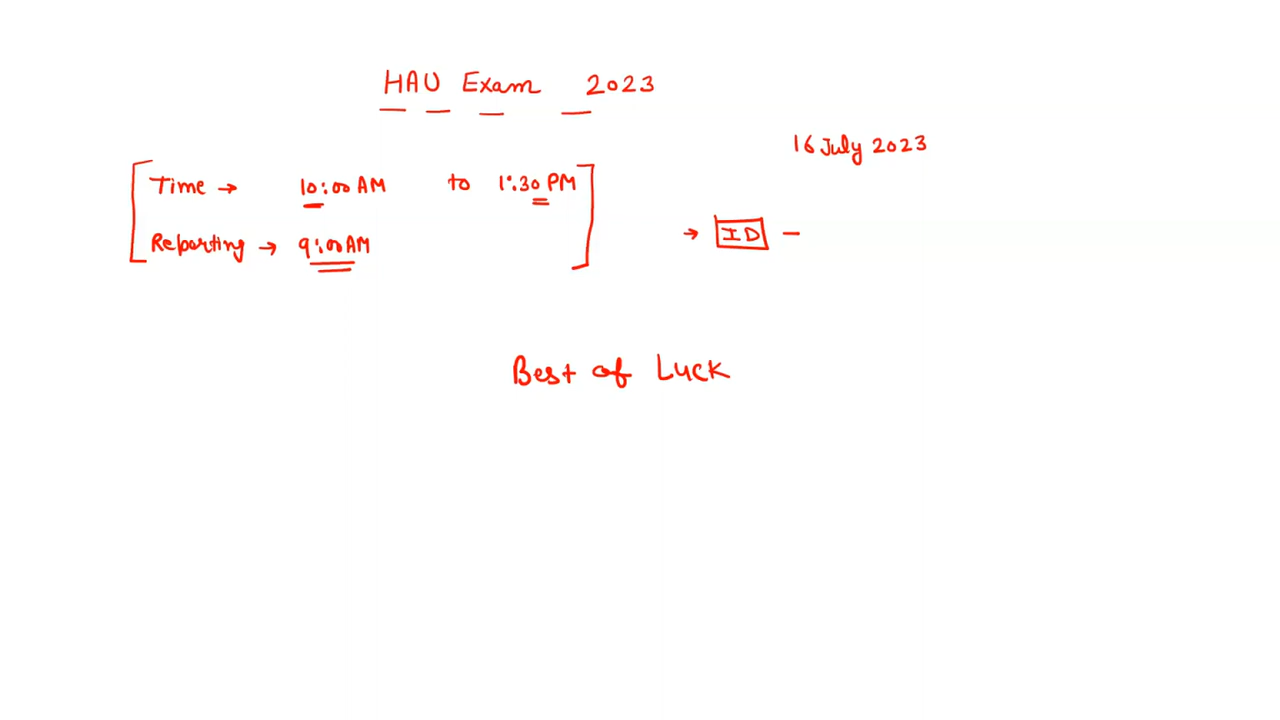 HAU Exam 2023
16 July 2023
Time → 10:00 AM to 1:30 PM
Reporting → 9:00 AM
→ ID -
Best of Luck